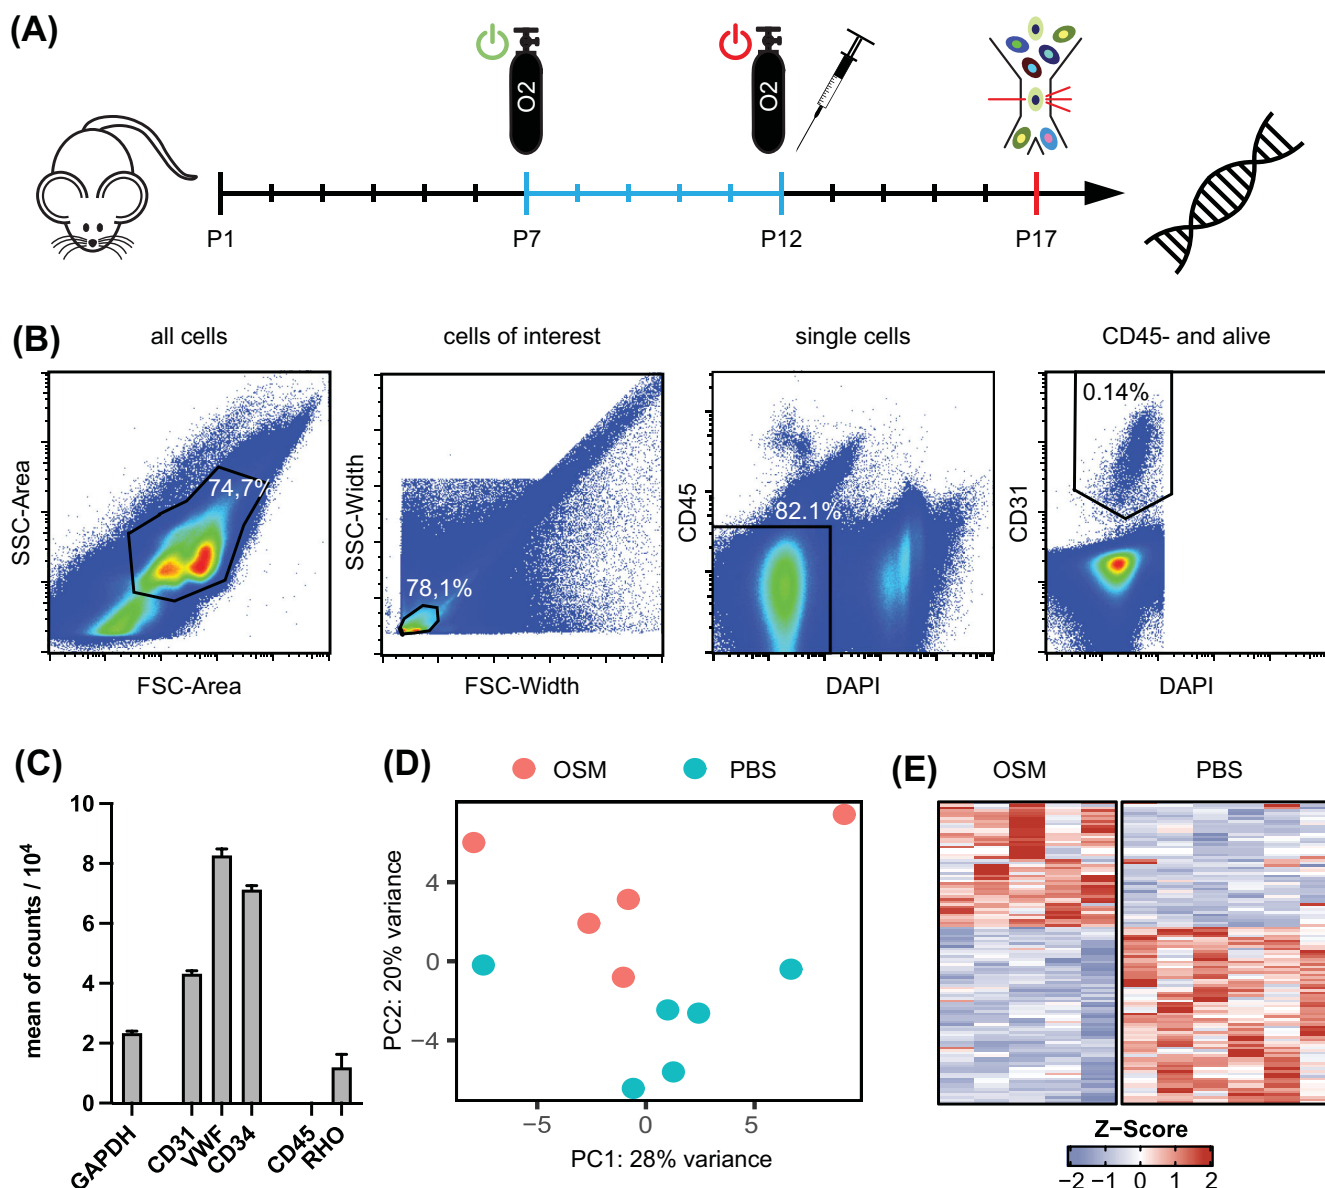 (A)
O2
O2
P1
P7
P12
P17
(B)
all cells
cells of interest
single cells
CD45- and alive
SSC-Area
74,7%
FSC-Area
SSC-Width
78,1%
FSC-Width
CD45
82.1%
DAPI
CD31
0.14%
DAPI
(C)
mean of counts / 10⁴
10
8
6
4
2
0
GAPDH
CD31
VWF
CD34
CD45
RHO
(D)
OSM
PBS
PC2: 20% variance
4
0
−4
−5
0
5
PC1: 28% variance
(E)
OSM
PBS
Z−Score
−2 −1 0 1 2